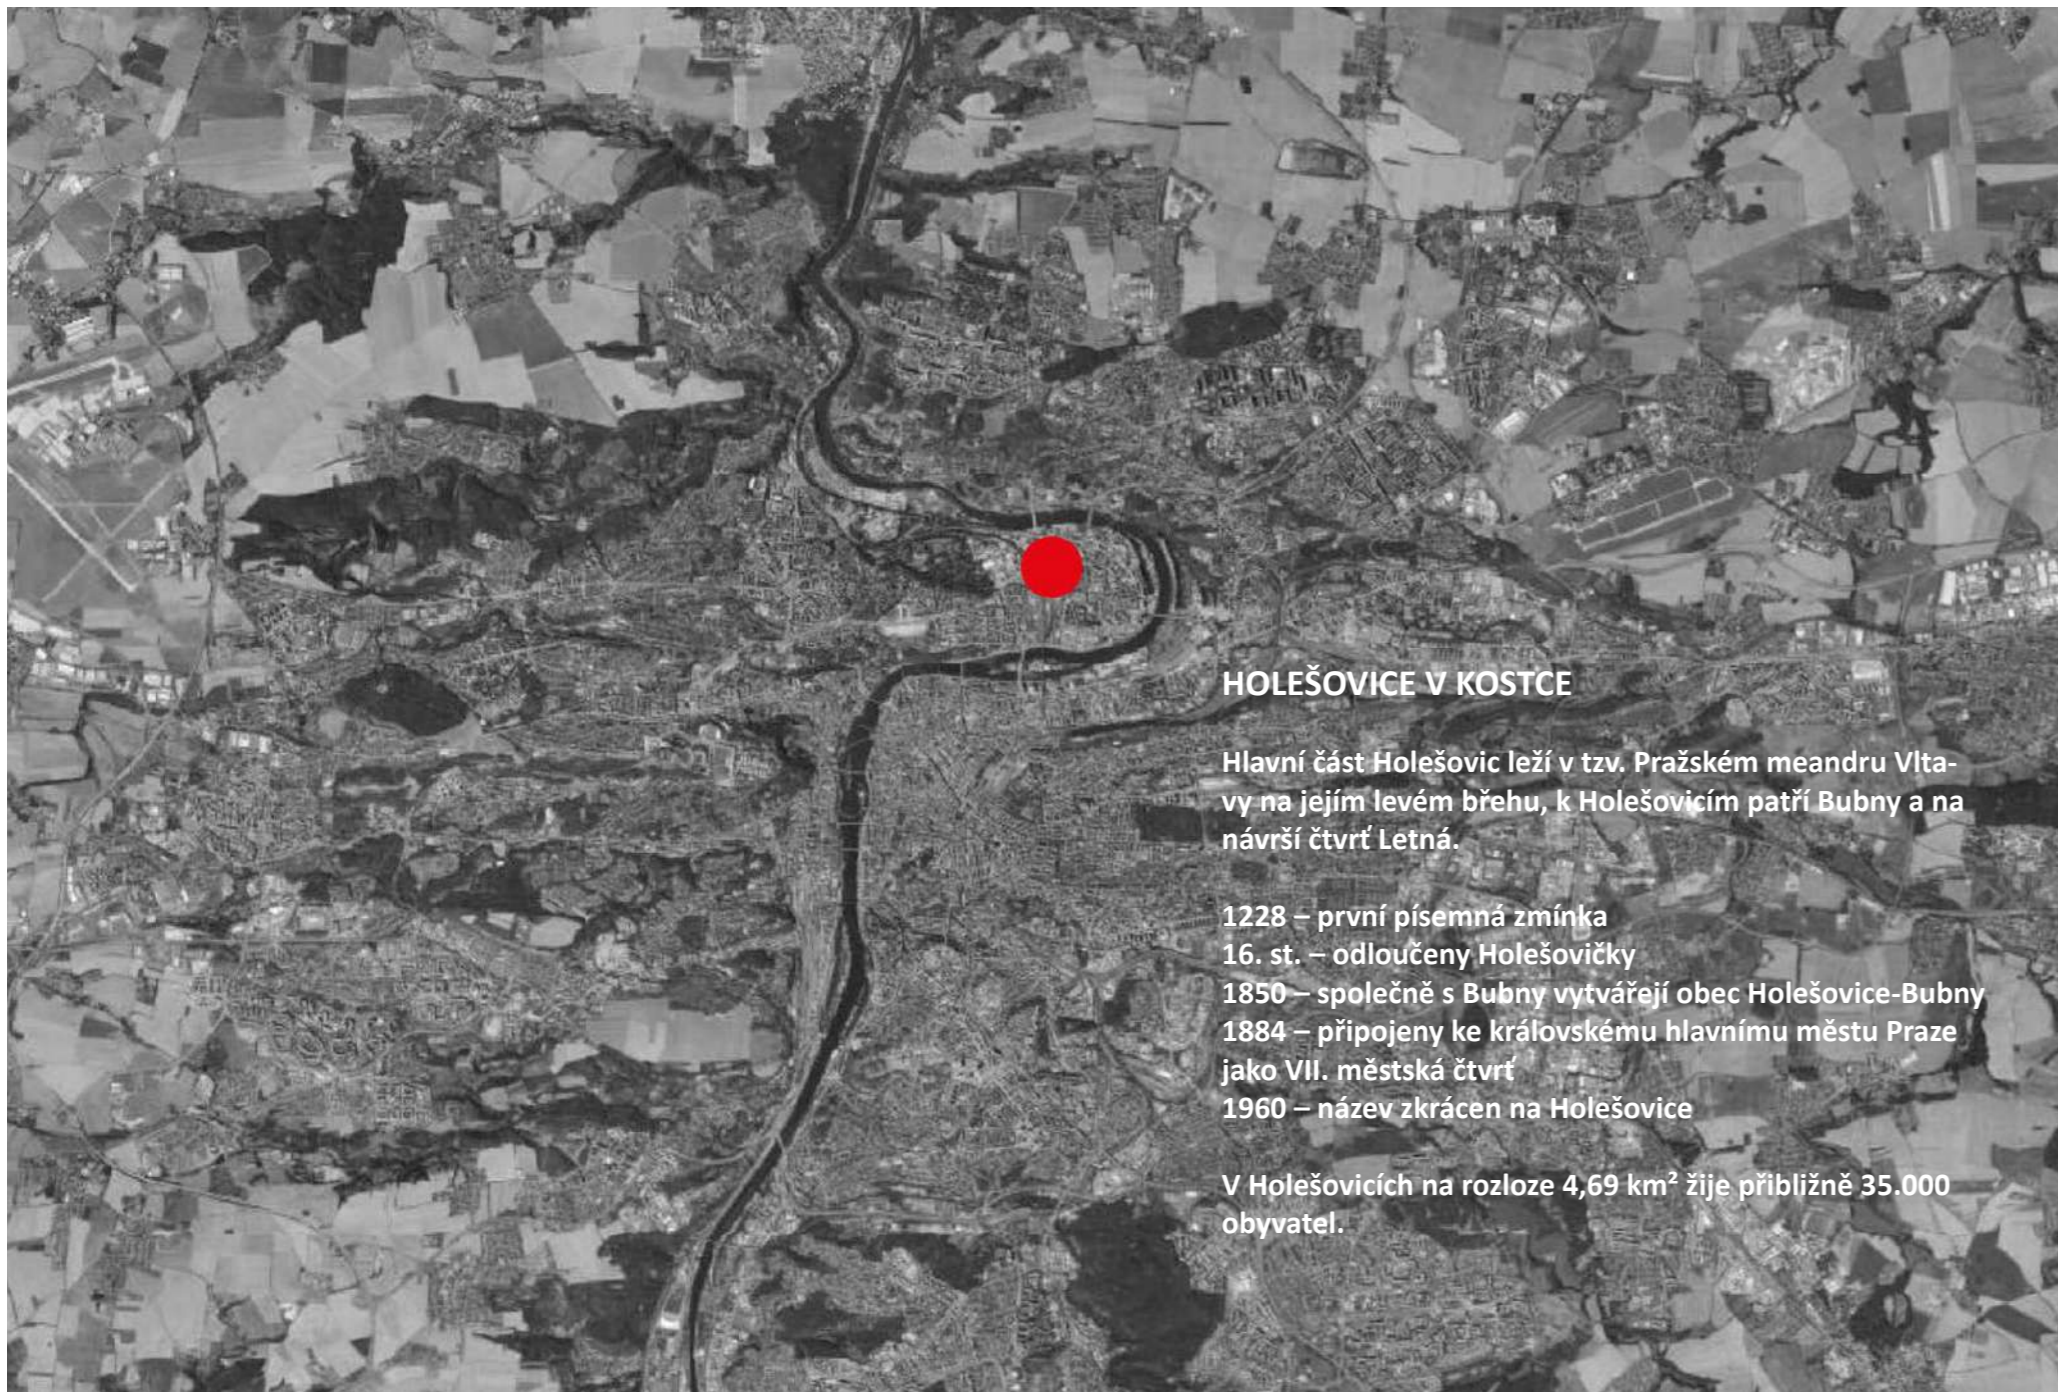 HOLEŠOVICE V KOSTCE
Hlavní část Holešovic leží v tzv. Pražském meandru Vlta-
vy na jejím levém břehu, k Holešovicím patří Bubny a na
návrší čtvrť Letná.
1228 – první písemná zmínka
16. st. – odloučeny Holešovičky
1850 – společně s Bubny vytvářejí obec Holešovice-Bubny
1884 – připojeny ke královskému hlavnímu městu Praze
jako VII. městská čtvrť
1960 – název zkrácen na Holešovice
V Holešovicích na rozloze 4,69 km² žije přibližně 35.000
obyvatel.